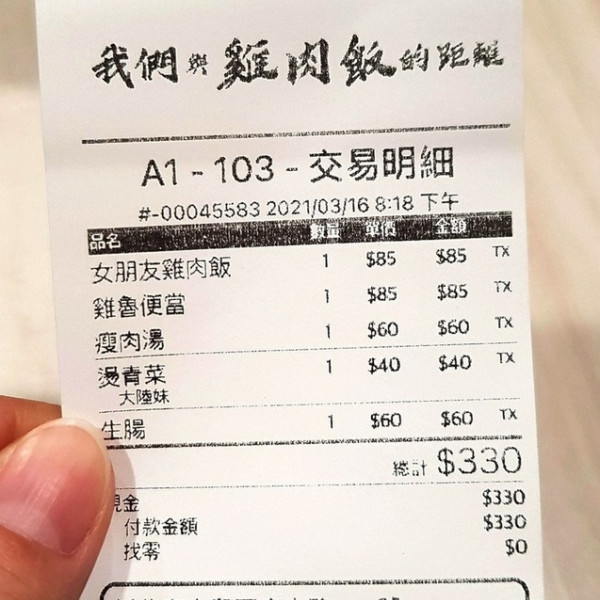 我們與雞肉飯的距離
A1 - 103 - 交易明細
#-00045583 2021/03/16 8:18 下午
品名 數量 單價 金額
女朋友雞肉飯 1 $85 $85 TX
雞魯便當 1 $85 $85 TX
瘦肉湯 1 $60 $60 TX
燙青菜 1 $40 $40 TX
大陸妹
生腸 1 $60 $60 TX
總計 $330
現金 $330
付款金額 $330
找零 $0